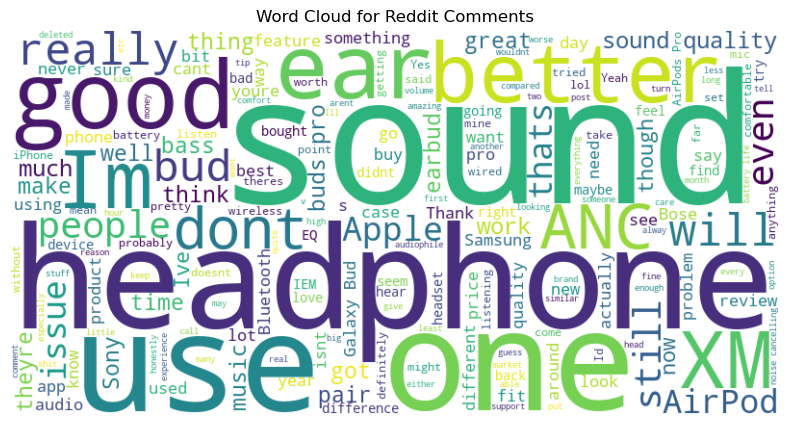 Word Cloud for Reddit Comments
deleted
etc
tip
really
thing
feature
something
great
wouldnt
worse
day
sound quality
bit
never sure
cant
youre
way
bad
worth
getting
Yes
said
volume
compared
tried
two
lol
post
Yeah
turn
AirPods Pro
less
long
mic
try
tell
good
ear
better
sound
kind
made
money
comfort
theres
arent
I'll
amazing
going
mine
another
set
feel
comfortable
even
phone
battery
listen
bought
buds pro
go
want
thats
though
say
far
find
month
iPhone
well
bass
point
didnt
buy
earbud
pro
wired
need
take
maybe
everything
someone
battery life
much
make
Im
bud
think
best
using
mean
hour
pretty
wireless
s
v
case
first
looking
care
alway
anything
people
dont
high
EQ
Thank
right
work
ANC
see
Bose
will
device
probably
Apple
Samsung
audiophile
headphone
without
reason
stuff
issue
product
Ive
time
keep
doesnt
may
lot
quite
Bluetooth
IEM
love
Galaxy Bud
seem
hear
give
headset
listening
quality
price
brand
new
similar
actually
fine
enough
problem
every
review
option
especially
theyre
shit
comment
know
app
audio
little
Sony
experience
used
call
honestly
many
use
music
real
year
isnt
big
got
pair
difference
definitely
might
either
least
one
different
guess
market
back
able
fit
support
come
around
put
Id
look
head
still
now
XM
AirPod
noise cancelling